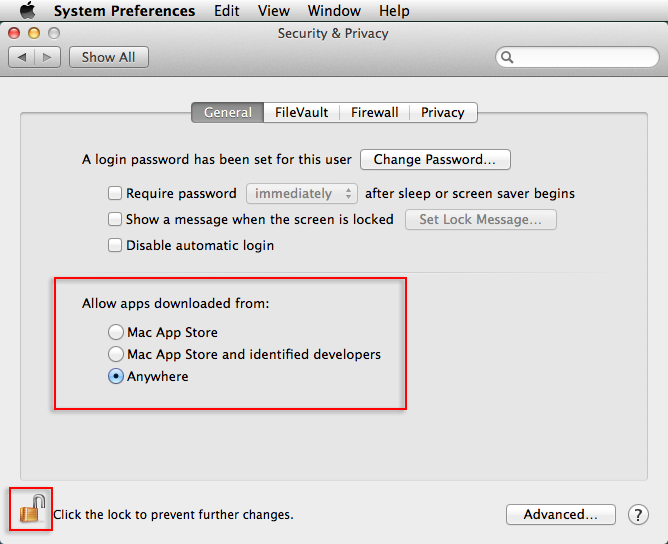 System Preferences Edit View Window Help
Security & Privacy
Show All
General FileVault Firewall Privacy
A login password has been set for this user Change Password...
Require password immediately after sleep or screen saver begins
Show a message when the screen is locked Set Lock Message...
Disable automatic login
Allow apps downloaded from:
Mac App Store
Mac App Store and identified developers
Anywhere
Click the lock to prevent further changes. Advanced... ?